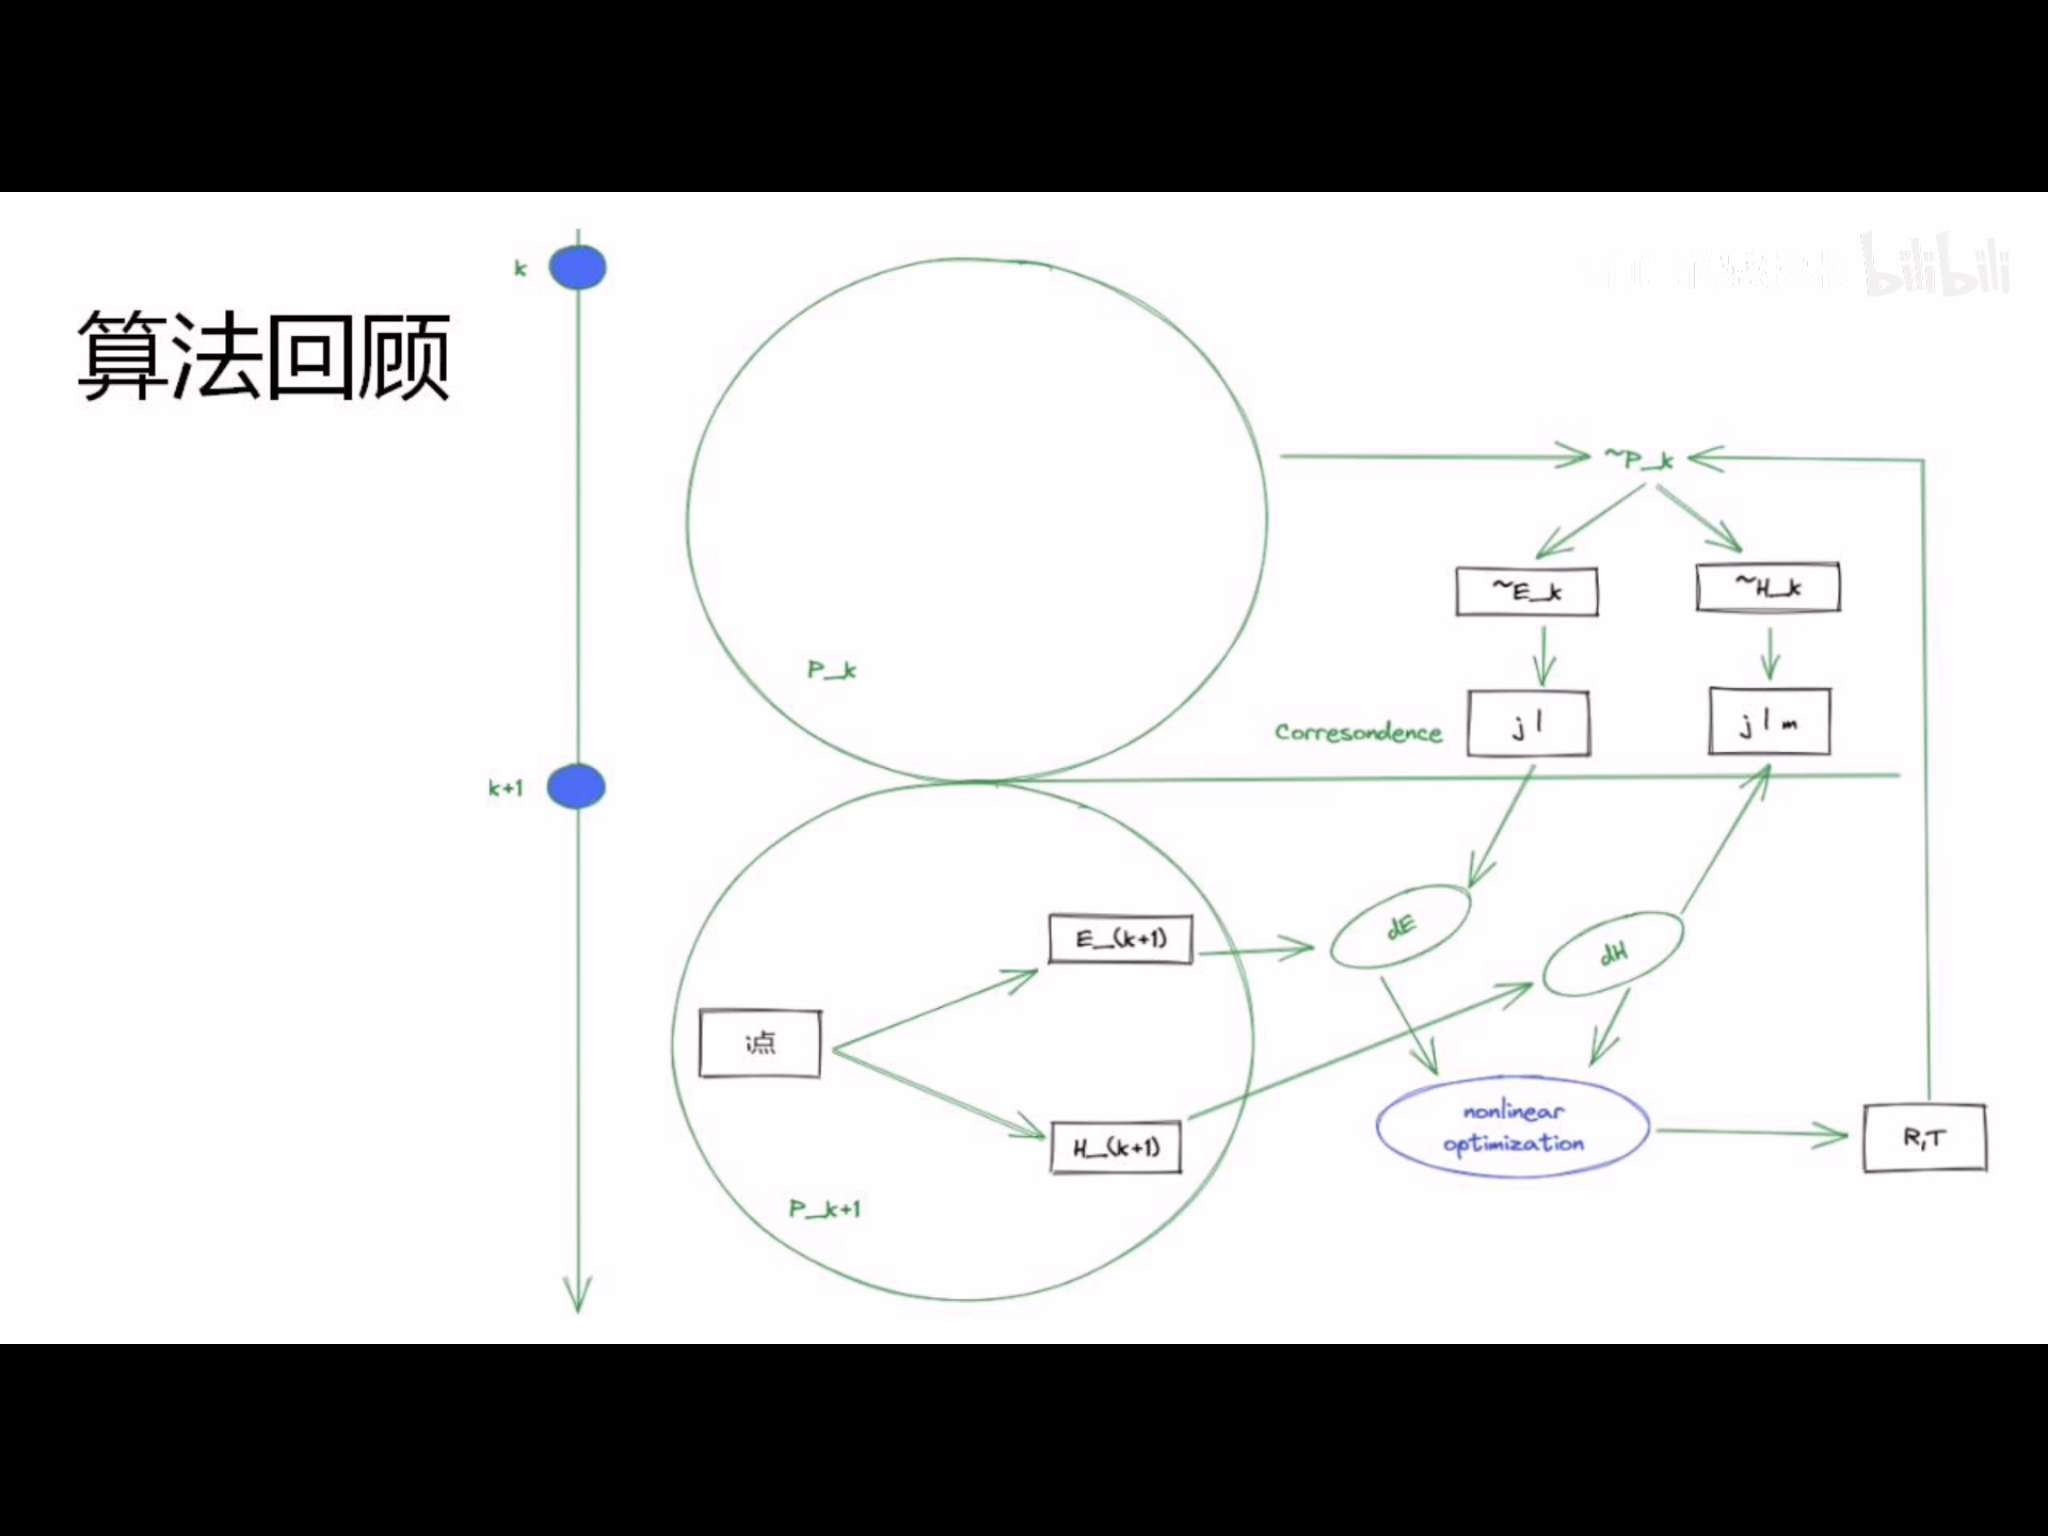 算法回顾
k
bilibili
~P_k
~E_k
~H_k
P_k
j l
j l m
Corresondence
k+1
E_(k+1)
dE
dH
i点
nonlinear
optimization
R,T
H_(k+1)
P_k+1